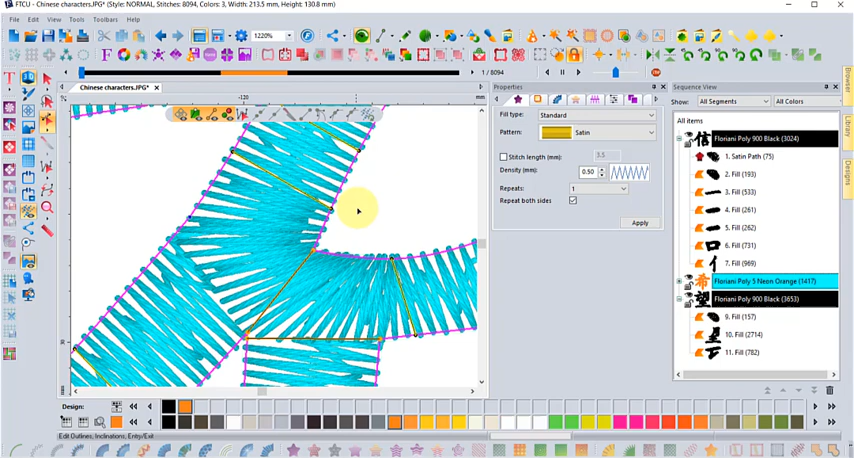 FTCU - Chinese characters.JPG* (Style: NORMAL, Stitches: 8094, Colors: 3, Width: 213.5 mm, Height: 130.8 mm)
File Edit View Tools Toolbars Help
1220%
1 / 8094
Chinese characters.JPG*
%
-120
mm
30
mm
Properties
Fill type: Standard
Pattern: Satin
Stitch length (mm): 3.5
Density (mm): 0.50
Repeats: 1
Repeat both sides
Apply
Sequence View
Show: All Segments All Colors
All items
信 Floriani Poly 900 Black (3024)
1. Satin Path (75)
2. Fill (193)
3. Fill (533)
4. Fill (261)
5. Fill (262)
6. Fill (731)
7. Fill (969)
希 Floriani Poly 5 Neon Orange (1417)
望 Floriani Poly 900 Black (3653)
9. Fill (157)
10. Fill (2714)
11. Fill (782)
Browser
Library
Designs
Design:
Edit Outlines, Inclinations, Entry/Exit